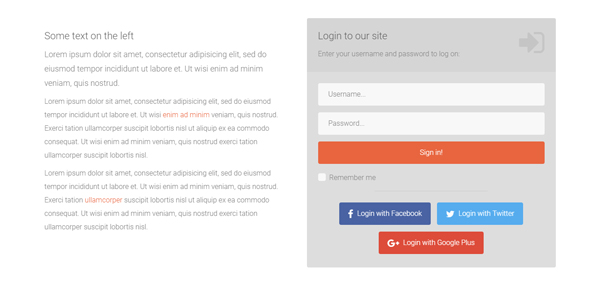 Some text on the left
Lorem ipsum dolor sit amet, consectetur adipisicing elit, sed do
eiusmod tempor incididunt ut labore et. Ut wisi enim ad minim
veniam, quis nostrud.
Lorem ipsum dolor sit amet, consectetur adipisicing elit, sed do eiusmod
tempor incididunt ut labore et. Ut wisi enim ad minim veniam, quis nostrud.
Exerci tation ullamcorper suscipit lobortis nisl ut aliquip ex ea commodo
consequat. Ut wisi enim ad minim veniam, quis nostrud exerci tation
ullamcorper suscipit lobortis nisl.
Lorem ipsum dolor sit amet, consectetur adipisicing elit, sed do eiusmod
tempor incididunt ut labore et. Ut wisi enim ad minim veniam, quis nostrud.
Exerci tation ullamcorper suscipit lobortis nisl ut aliquip ex ea commodo
consequat. Ut wisi enim ad minim veniam, quis nostrud exerci tation
ullamcorper suscipit lobortis nisl.
Login to our site
Enter your username and password to log on:
Username...
Password...
Sign in!
Remember me
Login with Facebook
Login with Twitter
Login with Google Plus